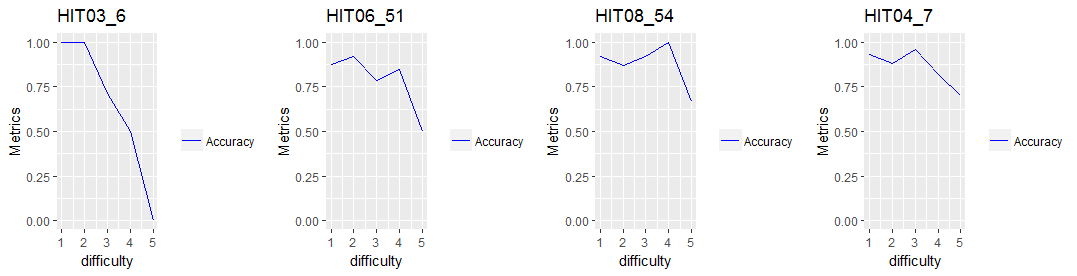 HIT03_6
1.00
0.75
0.50
0.25
0.00
Metrics
1 2 3 4 5
difficulty
Accuracy
HIT06_51
1.00
0.75
0.50
0.25
0.00
Metrics
1 2 3 4 5
difficulty
Accuracy
HIT08_54
1.00
0.75
0.50
0.25
0.00
Metrics
1 2 3 4 5
difficulty
Accuracy
HIT04_7
1.00
0.75
0.50
0.25
0.00
Metrics
1 2 3 4 5
difficulty
Accuracy